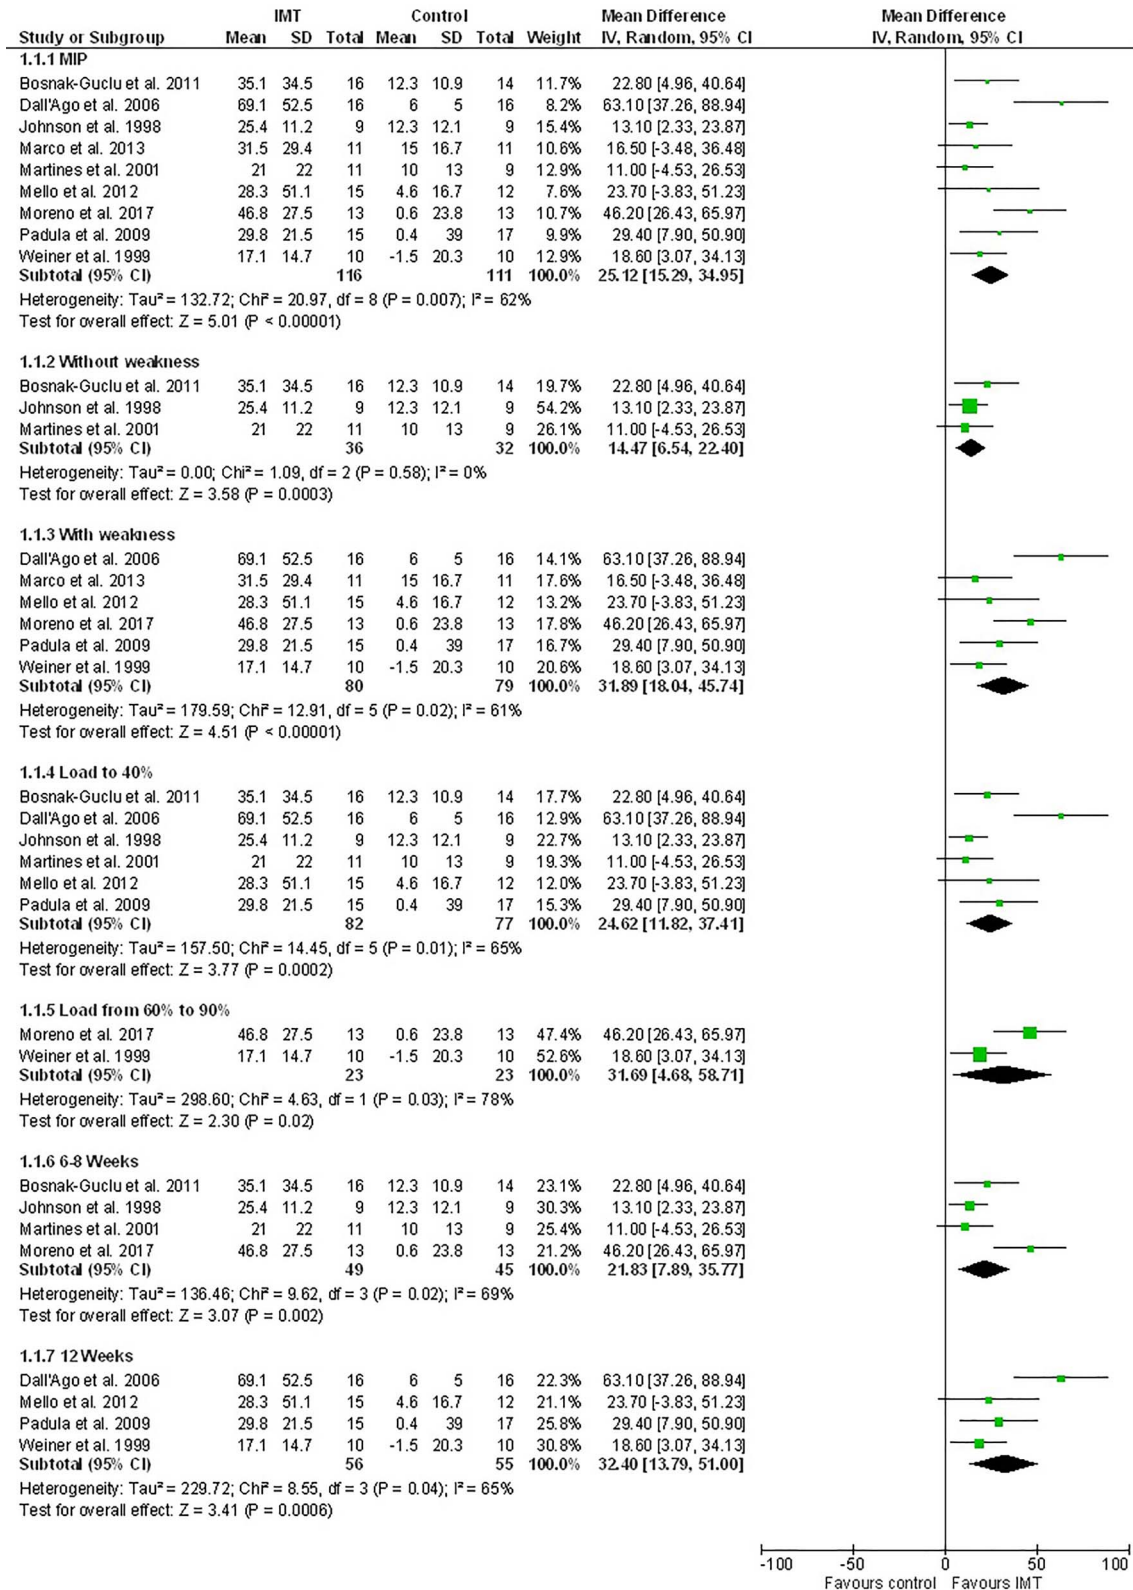 IMT Control Mean Difference Mean Difference
Study or Subgroup Mean SD Total Mean SD Total Weight IV, Random, 95% CI IV, Random, 95% CI
1.1.1 MIP
Bosnak-Guclu et al. 2011 35.1 34.5 16 12.3 10.9 14 11.7% 22.80 [4.96, 40.64]
Dall'Ago et al. 2006 69.1 52.5 16 6 5 16 8.2% 63.10 [37.26, 88.94]
Johnson et al. 1998 25.4 11.2 9 12.3 12.1 9 15.4% 13.10 [2.33, 23.87]
Marco et al. 2013 31.5 29.4 11 15 16.7 11 10.6% 16.50 [-3.48, 36.48]
Martines et al. 2001 21 22 11 10 13 9 12.9% 11.00 [-4.53, 26.53]
Mello et al. 2012 28.3 51.1 15 4.6 16.7 12 7.6% 23.70 [-3.83, 51.23]
Moreno et al. 2017 46.8 27.5 13 0.6 23.8 13 10.7% 46.20 [26.43, 65.97]
Padula et al. 2009 29.8 21.5 15 0.4 39 17 9.9% 29.40 [7.90, 50.90]
Weiner et al. 1999 17.1 14.7 10 -1.5 20.3 10 12.9% 18.60 [3.07, 34.13]
Subtotal (95% CI) 116 111 100.0% 25.12 [15.29, 34.95]
Heterogeneity: Tau² = 132.72; Chi² = 20.97, df = 8 (P = 0.007); I² = 62%
Test for overall effect: Z = 5.01 (P < 0.00001)
1.1.2 Without weakness
Bosnak-Guclu et al. 2011 35.1 34.5 16 12.3 10.9 14 19.7% 22.80 [4.96, 40.64]
Johnson et al. 1998 25.4 11.2 9 12.3 12.1 9 54.2% 13.10 [2.33, 23.87]
Martines et al. 2001 21 22 11 10 13 9 26.1% 11.00 [-4.53, 26.53]
Subtotal (95% CI) 36 32 100.0% 14.47 [6.54, 22.40]
Heterogeneity: Tau² = 0.00; Chi² = 1.09, df = 2 (P = 0.58); I² = 0%
Test for overall effect: Z = 3.58 (P = 0.0003)
1.1.3 With weakness
Dall'Ago et al. 2006 69.1 52.5 16 6 5 16 14.1% 63.10 [37.26, 88.94]
Marco et al. 2013 31.5 29.4 11 15 16.7 11 17.6% 16.50 [-3.48, 36.48]
Mello et al. 2012 28.3 51.1 15 4.6 16.7 12 13.2% 23.70 [-3.83, 51.23]
Moreno et al. 2017 46.8 27.5 13 0.6 23.8 13 17.8% 46.20 [26.43, 65.97]
Padula et al. 2009 29.8 21.5 15 0.4 39 17 16.7% 29.40 [7.90, 50.90]
Weiner et al. 1999 17.1 14.7 10 -1.5 20.3 10 20.6% 18.60 [3.07, 34.13]
Subtotal (95% CI) 80 79 100.0% 31.89 [18.04, 45.74]
Heterogeneity: Tau² = 179.59; Chi² = 12.91, df = 5 (P = 0.02); I² = 61%
Test for overall effect: Z = 4.51 (P < 0.00001)
1.1.4 Load to 40%
Bosnak-Guclu et al. 2011 35.1 34.5 16 12.3 10.9 14 17.7% 22.80 [4.96, 40.64]
Dall'Ago et al. 2006 69.1 52.5 16 6 5 16 12.9% 63.10 [37.26, 88.94]
Johnson et al. 1998 25.4 11.2 9 12.3 12.1 9 22.7% 13.10 [2.33, 23.87]
Martines et al. 2001 21 22 11 10 13 9 19.3% 11.00 [-4.53, 26.53]
Mello et al. 2012 28.3 51.1 15 4.6 16.7 12 12.0% 23.70 [-3.83, 51.23]
Padula et al. 2009 29.8 21.5 15 0.4 39 17 15.3% 29.40 [7.90, 50.90]
Subtotal (95% CI) 82 77 100.0% 24.62 [11.82, 37.41]
Heterogeneity: Tau² = 157.50; Chi² = 14.45, df = 5 (P = 0.01); I² = 65%
Test for overall effect: Z = 3.77 (P = 0.0002)
1.1.5 Load from 60% to 90%
Moreno et al. 2017 46.8 27.5 13 0.6 23.8 13 47.4% 46.20 [26.43, 65.97]
Weiner et al. 1999 17.1 14.7 10 -1.5 20.3 10 52.6% 18.60 [3.07, 34.13]
Subtotal (95% CI) 23 23 100.0% 31.69 [4.68, 58.71]
Heterogeneity: Tau² = 298.60; Chi² = 4.63, df = 1 (P = 0.03); I² = 78%
Test for overall effect: Z = 2.30 (P = 0.02)
1.1.6 6-8 Weeks
Bosnak-Guclu et al. 2011 35.1 34.5 16 12.3 10.9 14 23.1% 22.80 [4.96, 40.64]
Johnson et al. 1998 25.4 11.2 9 12.3 12.1 9 30.3% 13.10 [2.33, 23.87]
Martines et al. 2001 21 22 11 10 13 9 25.4% 11.00 [-4.53, 26.53]
Moreno et al. 2017 46.8 27.5 13 0.6 23.8 13 21.2% 46.20 [26.43, 65.97]
Subtotal (95% CI) 49 45 100.0% 21.83 [7.89, 35.77]
Heterogeneity: Tau² = 136.46; Chi² = 9.62, df = 3 (P = 0.02); I² = 69%
Test for overall effect: Z = 3.07 (P = 0.002)
1.1.7 12 Weeks
Dall'Ago et al. 2006 69.1 52.5 16 6 5 16 22.3% 63.10 [37.26, 88.94]
Mello et al. 2012 28.3 51.1 15 4.6 16.7 12 21.1% 23.70 [-3.83, 51.23]
Padula et al. 2009 29.8 21.5 15 0.4 39 17 25.8% 29.40 [7.90, 50.90]
Weiner et al. 1999 17.1 14.7 10 -1.5 20.3 10 30.8% 18.60 [3.07, 34.13]
Subtotal (95% CI) 56 55 100.0% 32.40 [13.79, 51.00]
Heterogeneity: Tau² = 229.72; Chi² = 8.55, df = 3 (P = 0.04); I² = 65%
Test for overall effect: Z = 3.41 (P = 0.0006)
-100 -50 0 50 100
Favours control Favours IMT